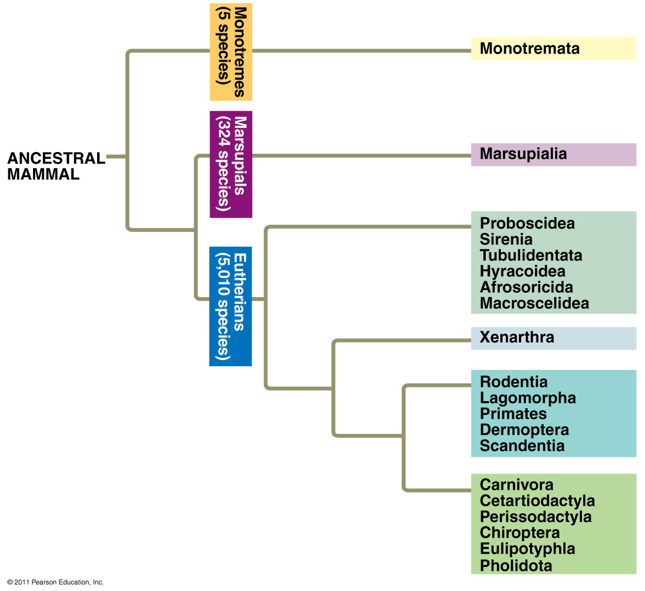 Monotremes
(5 species)
Monotremata
Marsupials
(324 species)
Marsupialia
ANCESTRAL
MAMMAL
Eutherians
(5,010 species)
Proboscidea
Sirenia
Tubulidentata
Hyracoidea
Afrosoricida
Macroscelidea
Xenarthra
Rodentia
Lagomorpha
Primates
Dermoptera
Scandentia
Carnivora
Cetartiodactyla
Perissodactyla
Chiroptera
Eulipotyphla
Pholidota
© 2011 Pearson Education, Inc.